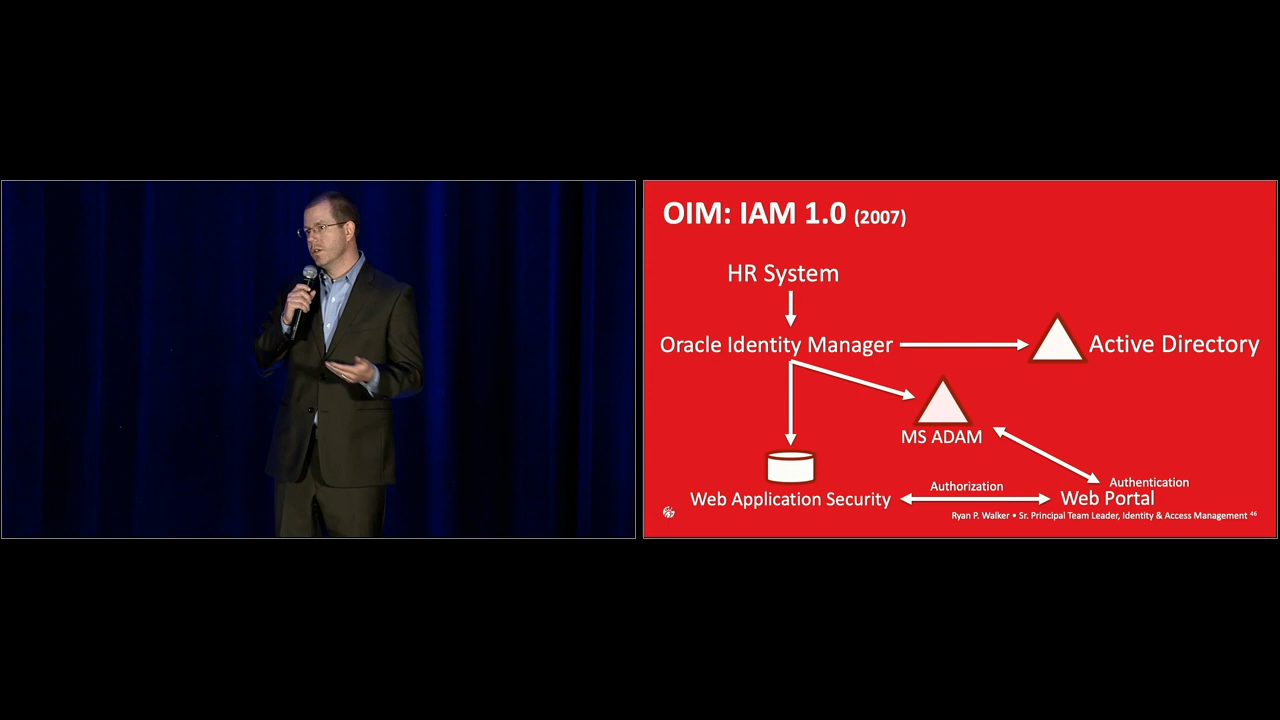 OIM: IAM 1.0 (2007)
HR System
Oracle Identity Manager
Active Directory
MS ADAM
Authentication
Authorization
Web Application Security
Web Portal
Ryan P. Walker • Sr. Principal Team Leader, Identity & Access Management 46